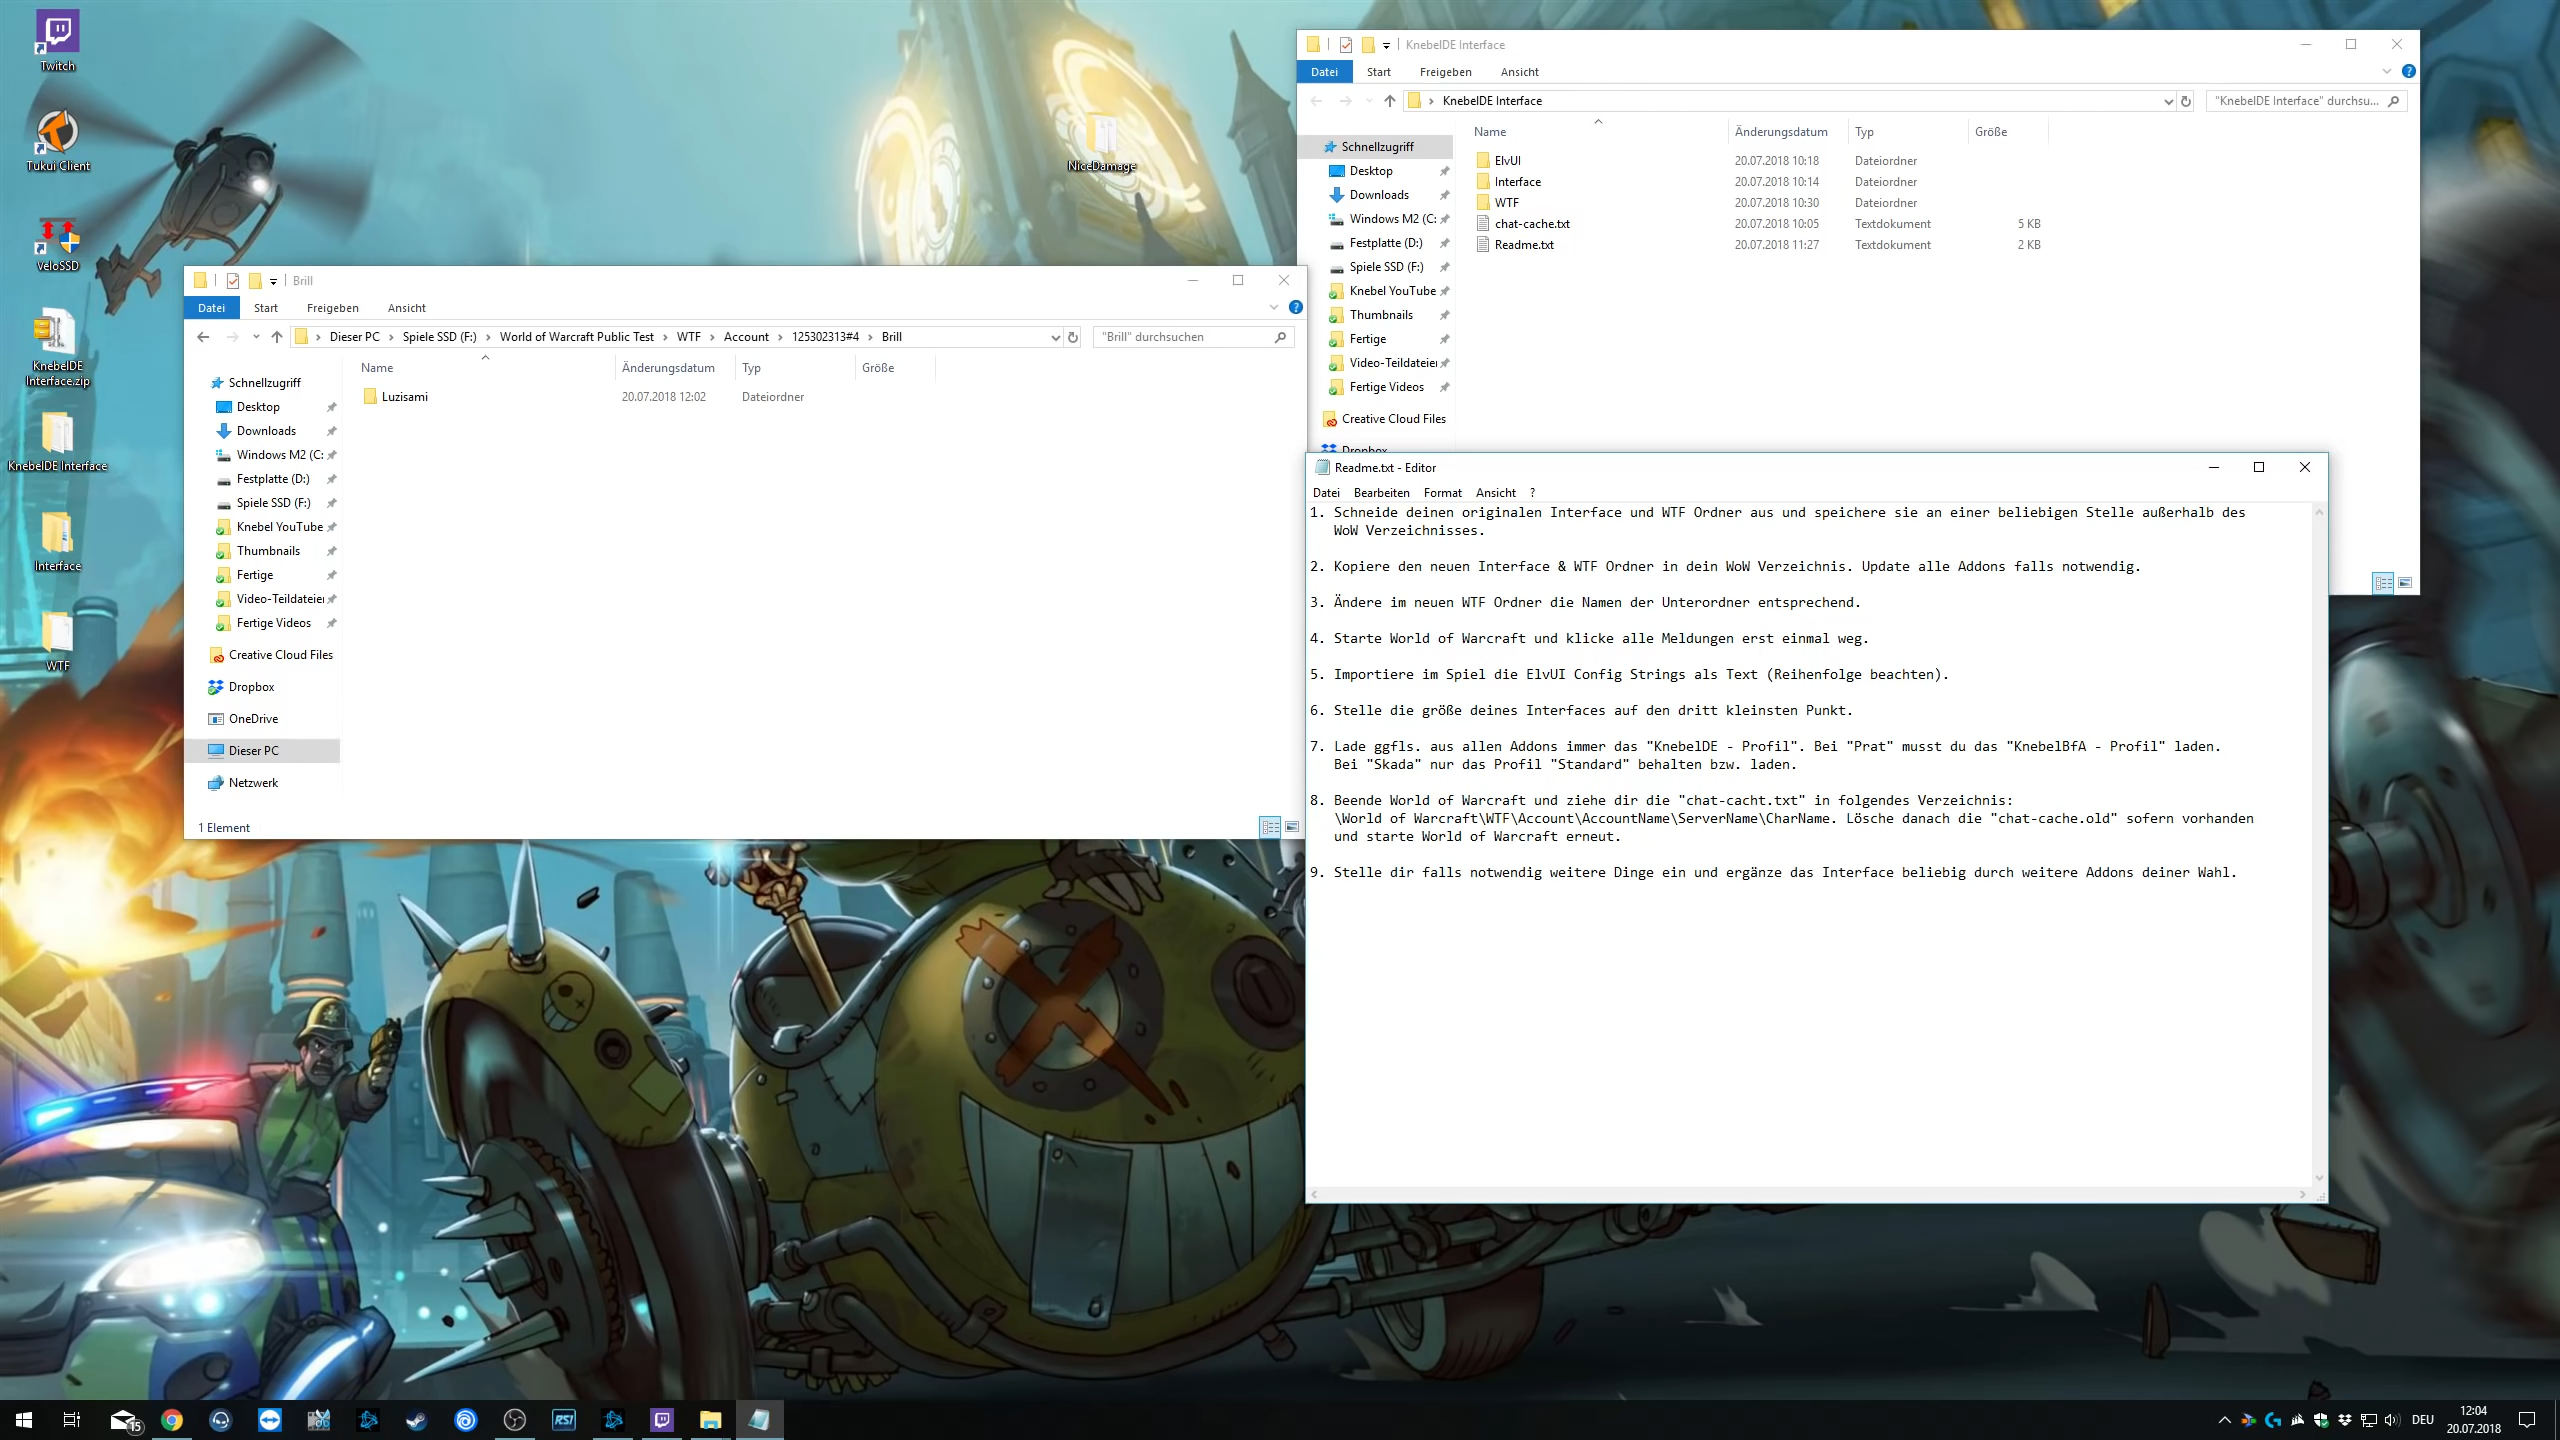 Twitch
Tukui Client
VeloSSD
KnebelDE
Interface.zip
KnebelDE Interface
Interface
WTF
NiceDamage
Brill
Datei Start Freigeben Ansicht
Dieser PC Spiele SSD (F:) World of Warcraft Public Test WTF Account 125302313#4 Brill
"Brill" durchsuchen
Name Änderungsdatum Typ Größe
Luzisami 20.07.2018 12:02 Dateiordner
Schnellzugriff
Desktop
Downloads
Windows M2 (C:
Festplatte (D:)
Spiele SSD (F:)
Knebel YouTube
Thumbnails
Fertige
Video-Teildateier
Fertige Videos
Creative Cloud Files
Dropbox
OneDrive
Dieser PC
Netzwerk
1 Element
KnebelDE Interface
Datei Start Freigeben Ansicht
KnebelDE Interface
"KnebelDE Interface" durchsu...
Name Änderungsdatum Typ Größe
ElvUI 20.07.2018 10:18 Dateiordner
Interface 20.07.2018 10:14 Dateiordner
WTF 20.07.2018 10:30 Dateiordner
chat-cache.txt 20.07.2018 10:05 Textdokument 5 KB
Readme.txt 20.07.2018 11:27 Textdokument 2 KB
Schnellzugriff
Desktop
Downloads
Windows M2 (C:
Festplatte (D:)
Spiele SSD (F:)
Knebel YouTube
Thumbnails
Fertige
Video-Teildateier
Fertige Videos
Creative Cloud Files
Dropbox
Readme.txt - Editor
Datei Bearbeiten Format Ansicht ?
1. Schneide deinen originalen Interface und WTF Ordner aus und speichere sie an einer beliebigen Stelle außerhalb des
WoW Verzeichnisses.
2. Kopiere den neuen Interface & WTF Ordner in dein WoW Verzeichnis. Update alle Addons falls notwendig.
3. Ändere im neuen WTF Ordner die Namen der Unterordner entsprechend.
4. Starte World of Warcraft und klicke alle Meldungen erst einmal weg.
5. Importiere im Spiel die ElvUI Config Strings als Text (Reihenfolge beachten).
6. Stelle die größe deines Interfaces auf den dritt kleinsten Punkt.
7. Lade ggfls. aus allen Addons immer das "KnebelDE - Profil". Bei "Prat" musst du das "KnebelBfA - Profil" laden.
Bei "Skada" nur das Profil "Standard" behalten bzw. laden.
8. Beende World of Warcraft und ziehe dir die "chat-cacht.txt" in folgendes Verzeichnis:
\World of Warcraft\WTF\Account\AccountName\ServerName\CharName. Lösche danach die "chat-cache.old" sofern vorhanden
und starte World of Warcraft erneut.
9. Stelle dir falls notwendig weitere Dinge ein und ergänze das Interface beliebig durch weitere Addons deiner Wahl.
15
RSI
DEU
12:04
20.07.2018